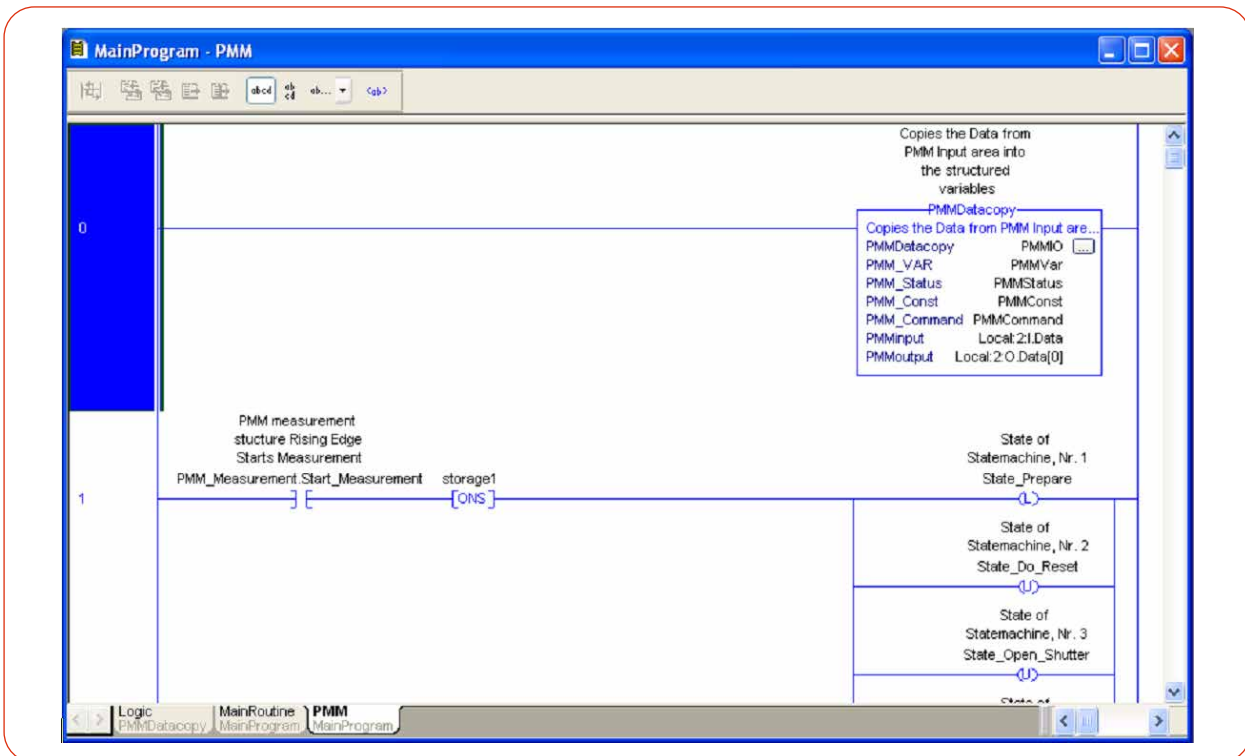 MainProgram - PMM
abcd
ab
cd
ab...
<ab>
Copies the Data from
PMM Input area into
the structured
variables
PMMDatacopy
0
Copies the Data from PMM Input are...
PMMDatacopy PMMIO ...
PMM_VAR PMMVar
PMM_Status PMMStatus
PMM_Const PMMConst
PMM_Command PMMCommand
PMMinput Local:2:I.Data
PMMoutput Local:2:O.Data[0]
PMM measurement
stucture Rising Edge
Starts Measurement
PMM_Measurement.Start_Measurement
storage1
1
ONS
State of
Statemachine, Nr. 1
State_Prepare
L
State of
Statemachine, Nr. 2
State_Do_Reset
U
State of
Statemachine, Nr. 3
State_Open_Shutter
U
State of
Logic
PMMDatacopy
MainRoutine
MainProgram
PMM
MainProgram